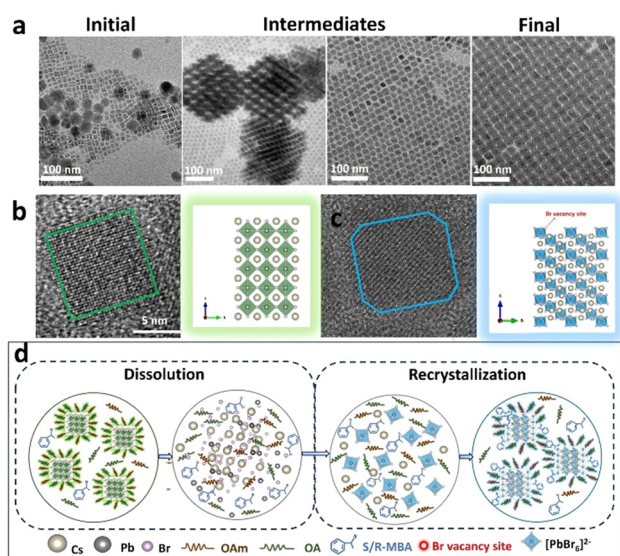 Initial Intermediates Final
a
100 nm 100 nm 100 nm 100 nm
b
c
5 nm
Br vacancy site
d
Dissolution Recrystallization
Cs Pb Br OAm OA S/R-MBA Br vacancy site [PbBr₆]²⁻